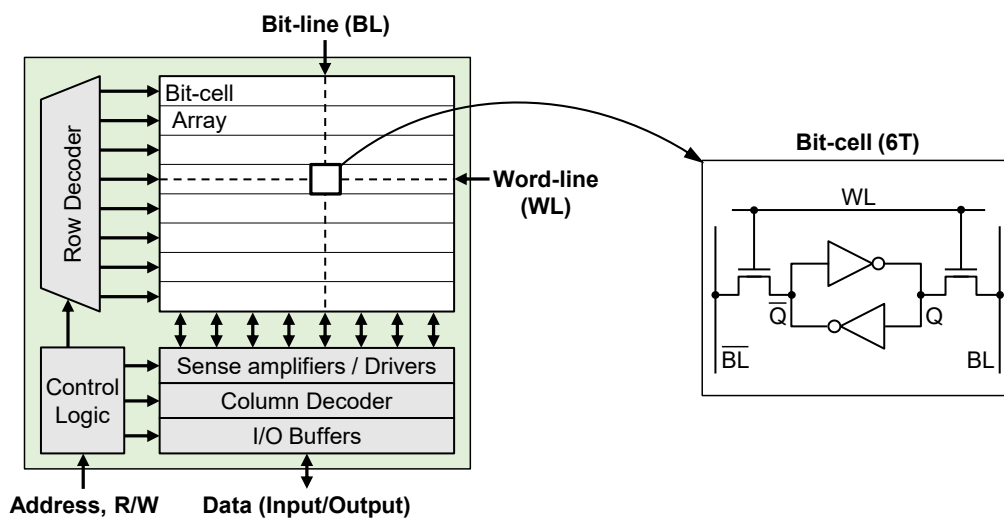 Bit-line (BL)
Bit-cell
Array
Row Decoder
Word-line
(WL)
Control
Logic
Sense amplifiers / Drivers
Column Decoder
I/O Buffers
Address, R/W
Data (Input/Output)
Bit-cell (6T)
WL
Q̅
Q
B̅L̅
BL